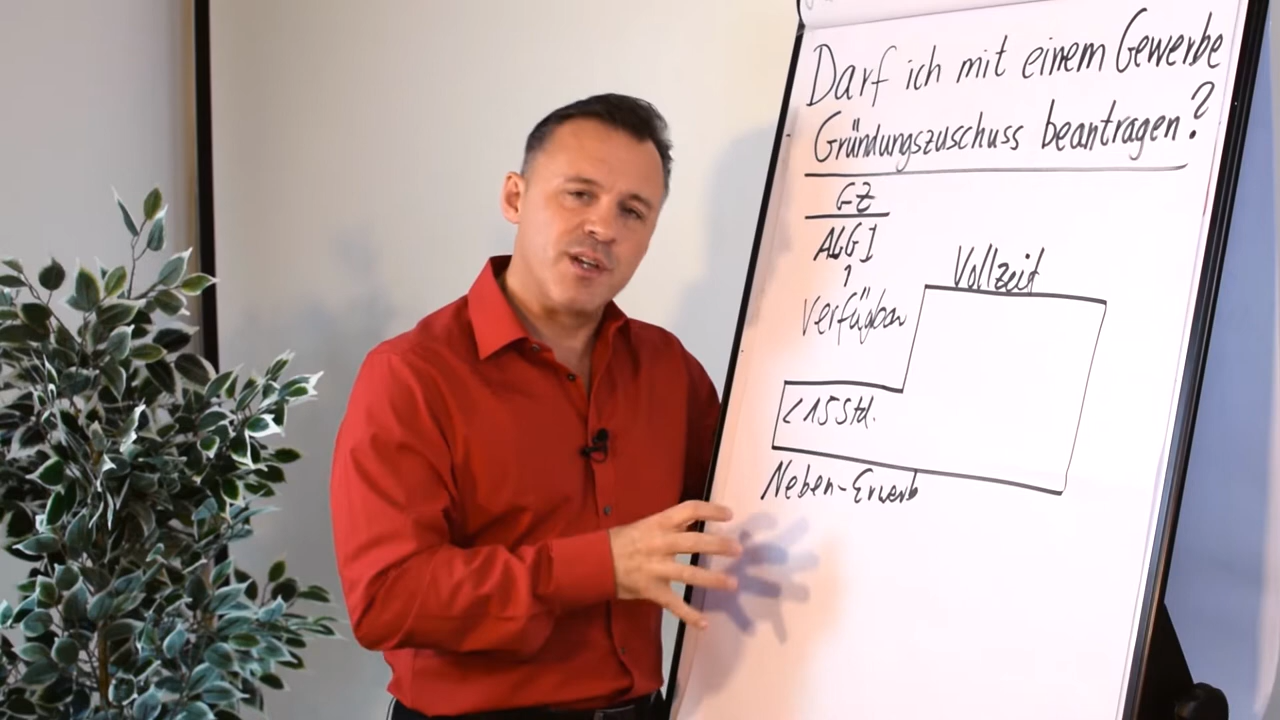 Darf ich mit einem Gewerbe
Gründungszuschuss beantragen?
GZ
ALG I
verfügbar
Vollzeit
< 15 Std.
Neben-Erwerb